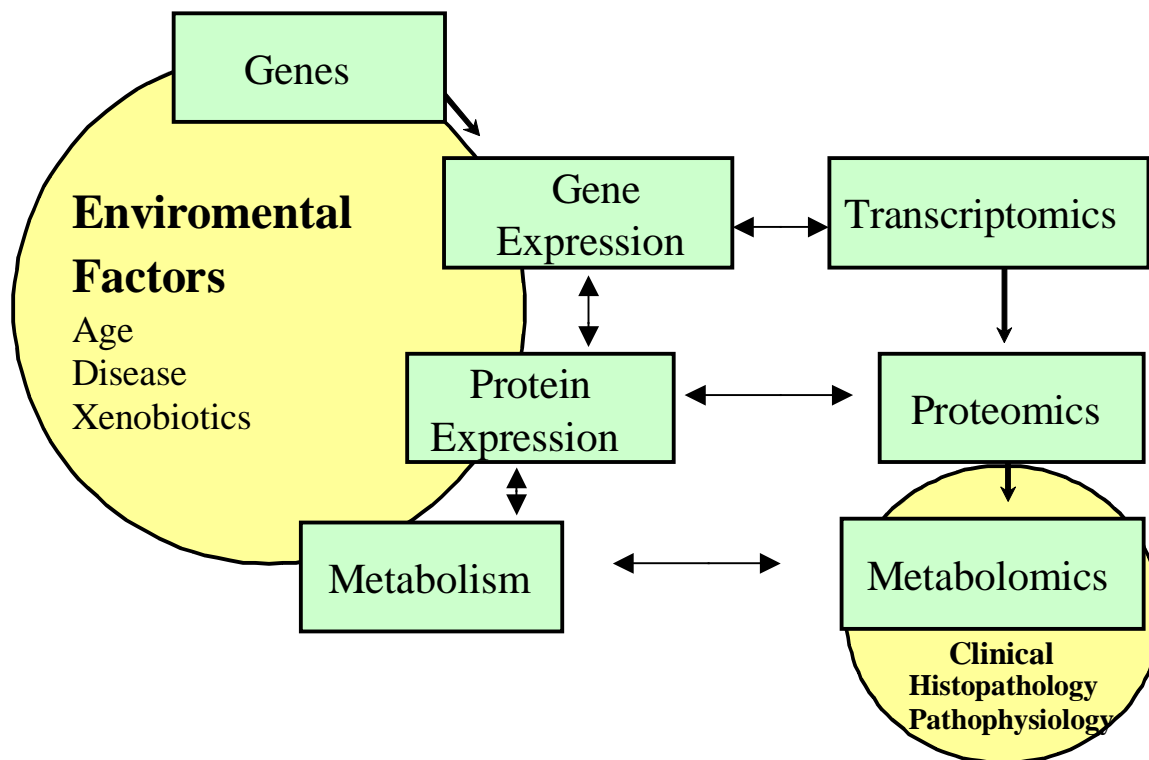 Genes
Enviromental
Factors
Age
Disease
Xenobiotics
Gene
Expression
Transcriptomics
Protein
Expression
Proteomics
Metabolism
Metabolomics
Clinical
Histopathology
Pathophysiology